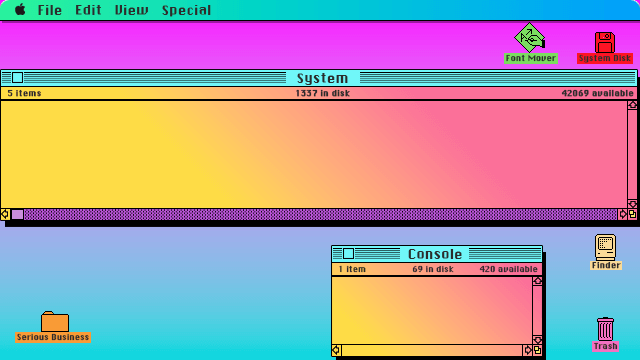 File Edit View Special
Font Mover
System Disk
System
5 items 1337 in disk 42069 available
Console
1 item 69 in disk 420 available
Finder
Serious Business
Trash